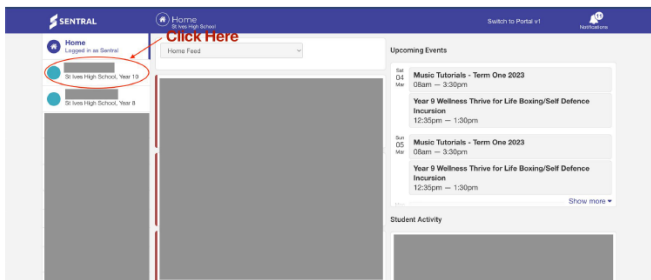 SENTRAL
Home
St Ives High School
Switch to Portal v1
Notifications
Click Here
Home
Logged in as Sentral
St Ives High School, Year 10
St Ives High School, Year 8
Home Feed
Upcoming Events
Sat
04
Mar
Music Tutorials - Term One 2023
08am — 3:30pm
Year 9 Wellness Thrive for Life Boxing/Self Defence
Incursion
12:35pm — 1:30pm
Sun
05
Mar
Music Tutorials - Term One 2023
08am — 3:30pm
Year 9 Wellness Thrive for Life Boxing/Self Defence
Incursion
12:35pm — 1:30pm
Show more
Student Activity